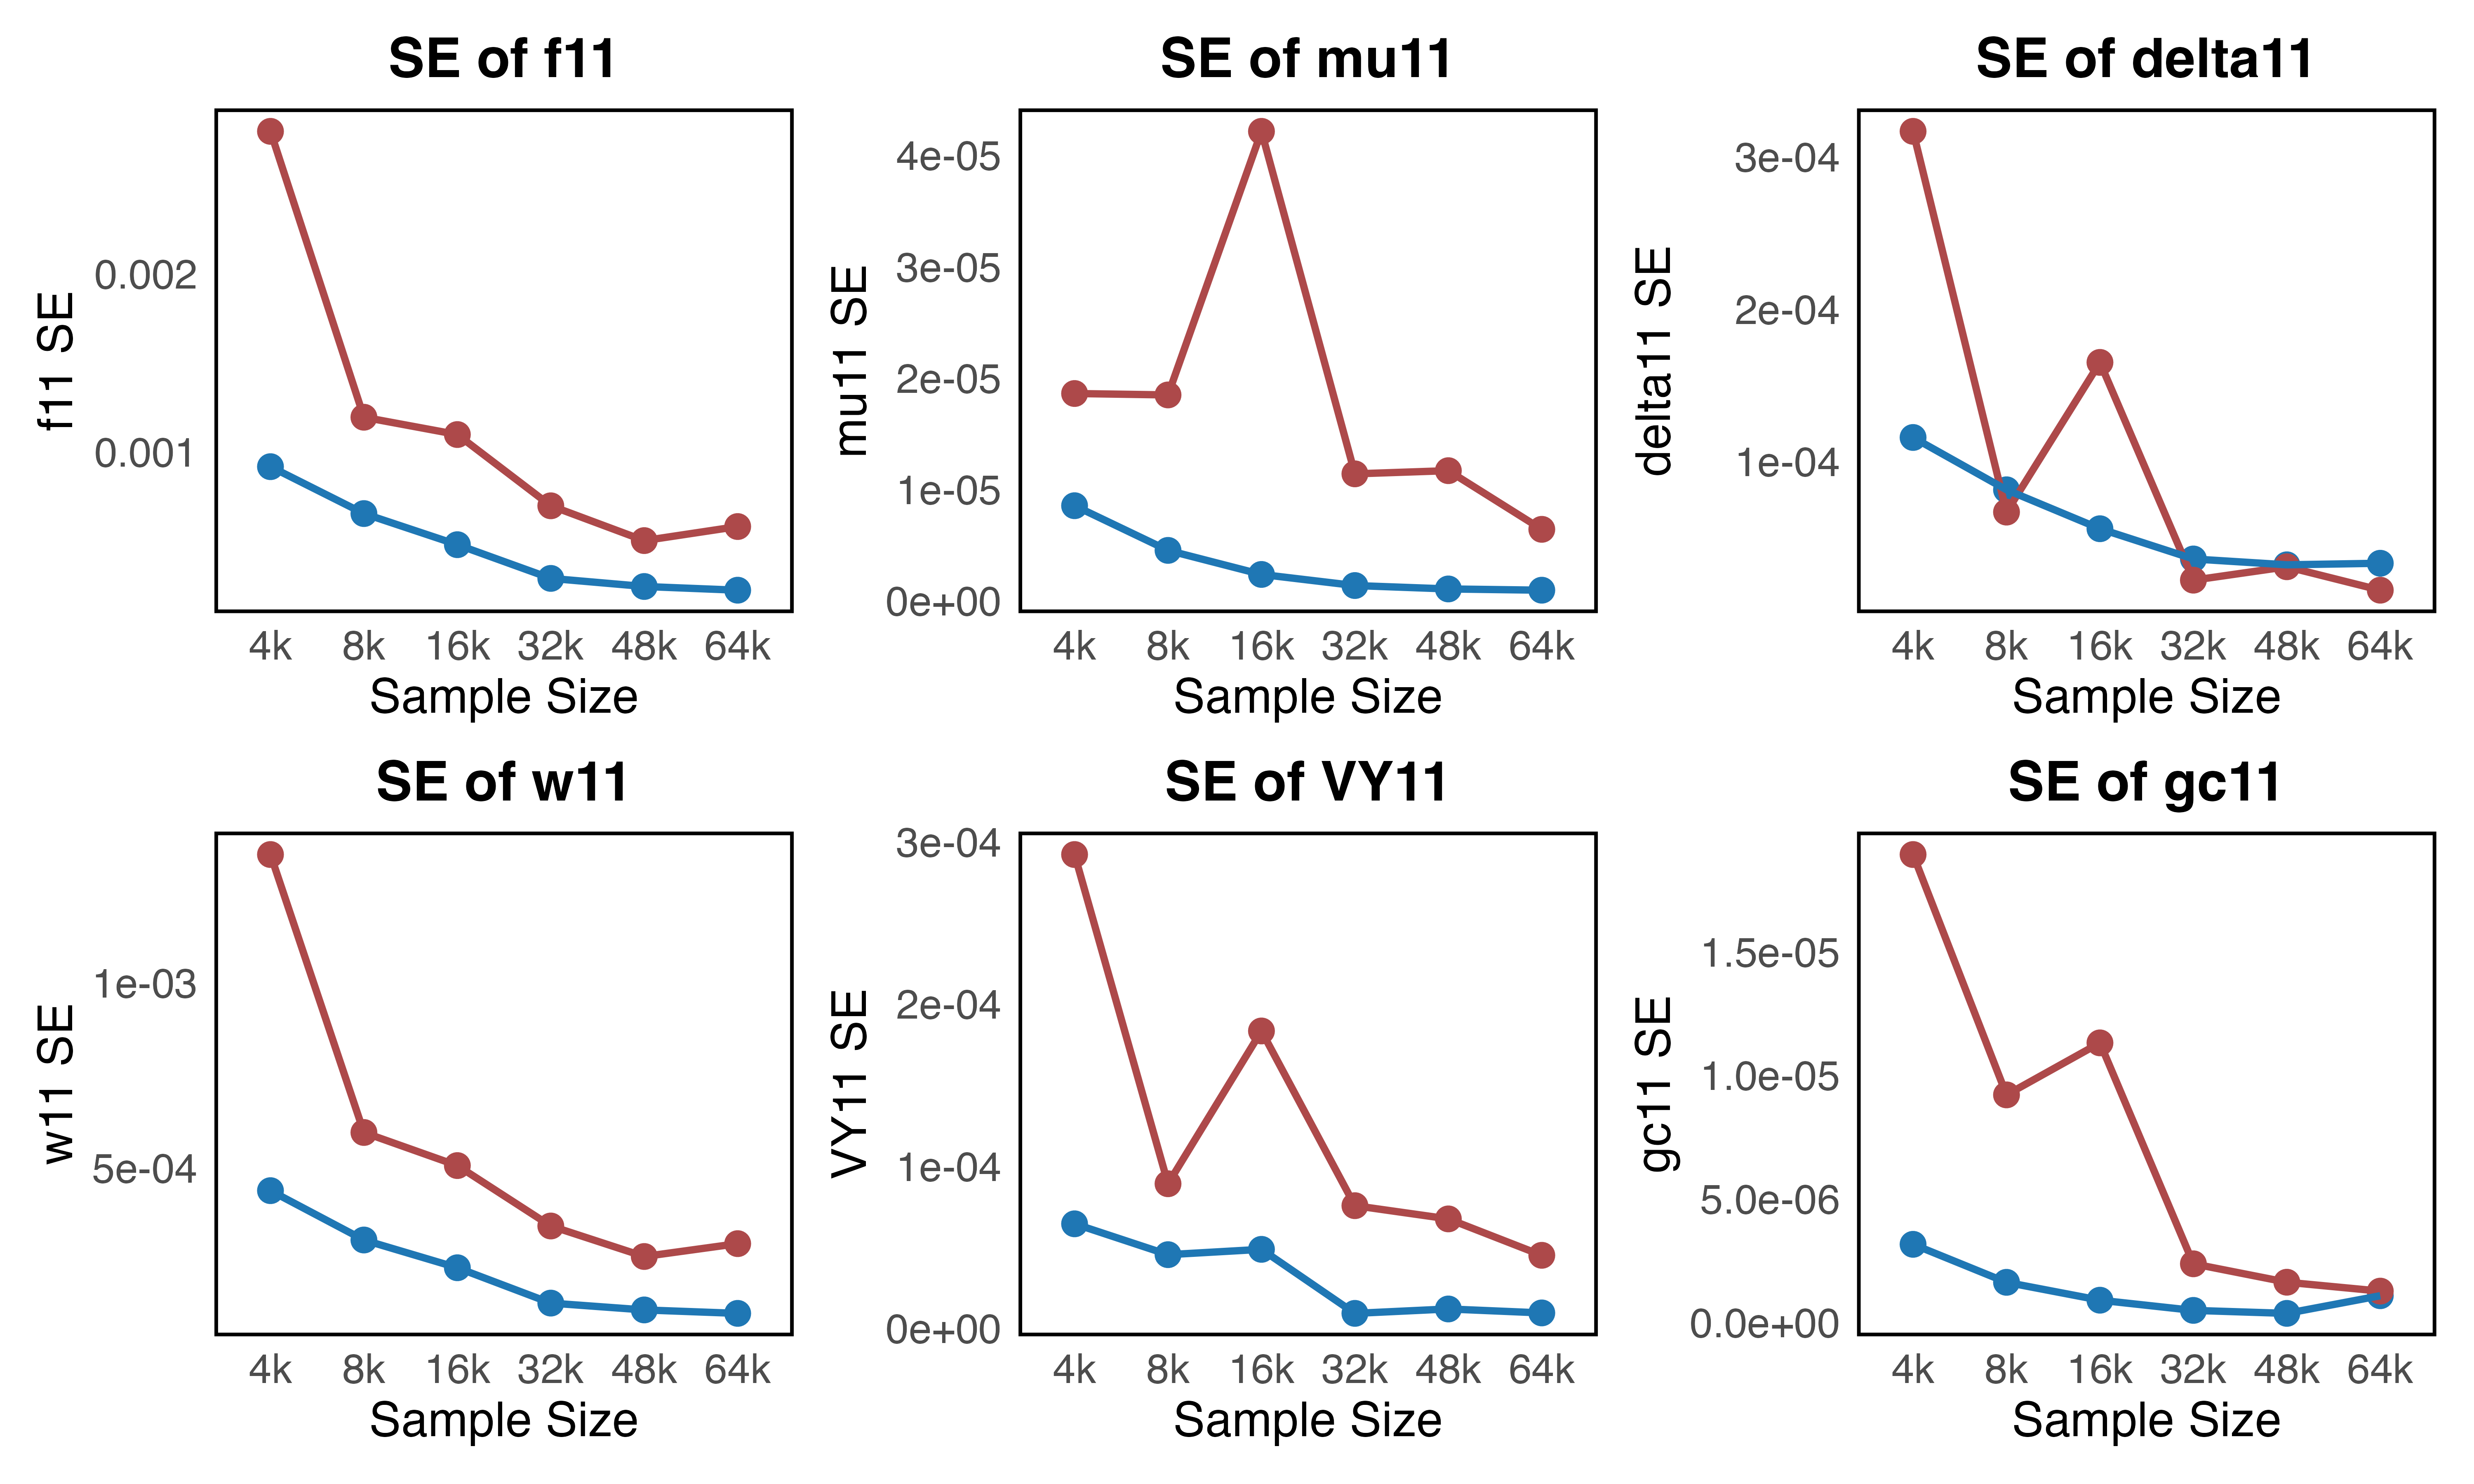 SE of f11
SE of mu11
SE of delta11
f11 SE
0.002
0.001
4k 8k 16k 32k 48k 64k
Sample Size
mu11 SE
4e-05
3e-05
2e-05
1e-05
0e+00
4k 8k 16k 32k 48k 64k
Sample Size
delta11 SE
3e-04
2e-04
1e-04
4k 8k 16k 32k 48k 64k
Sample Size
SE of w11
SE of VY11
SE of gc11
w11 SE
1e-03
5e-04
4k 8k 16k 32k 48k 64k
Sample Size
VY11 SE
3e-04
2e-04
1e-04
0e+00
4k 8k 16k 32k 48k 64k
Sample Size
gc11 SE
1.5e-05
1.0e-05
5.0e-06
0.0e+00
4k 8k 16k 32k 48k 64k
Sample Size